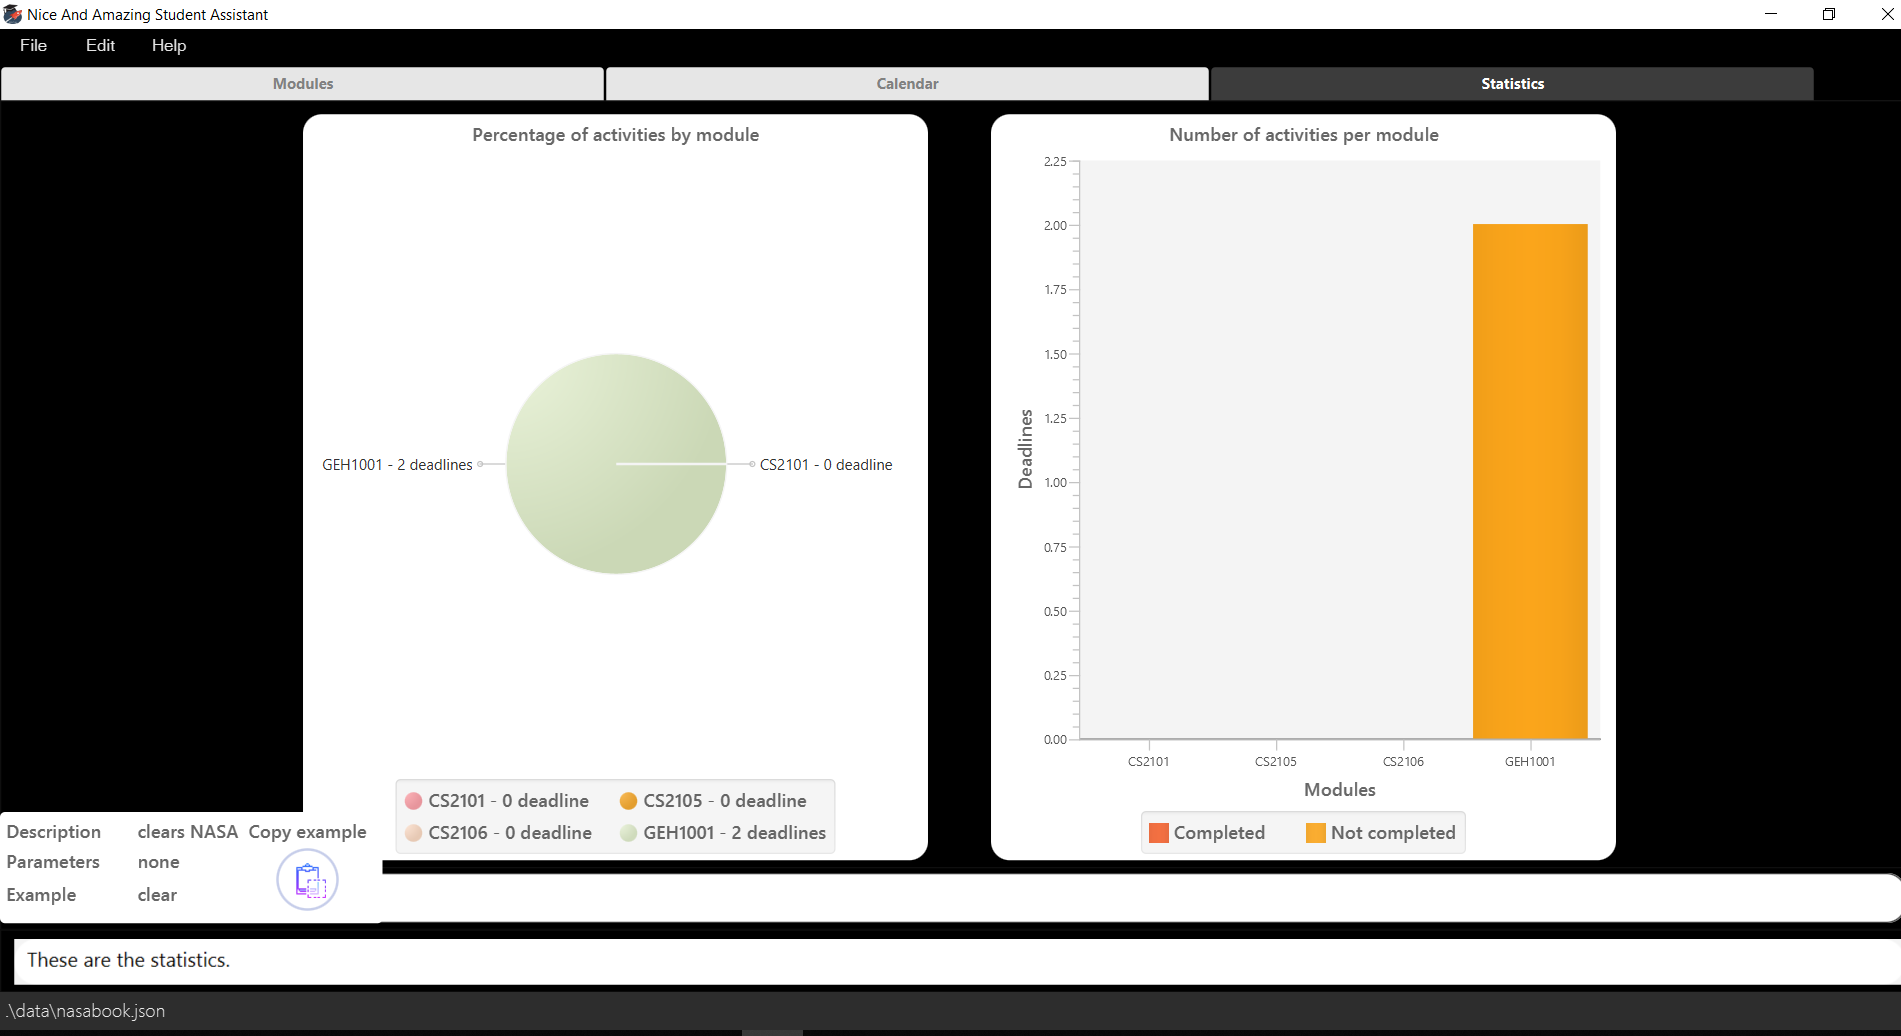 Nice And Amazing Student Assistant
File Edit Help
Modules Calendar Statistics
Percentage of activities by module
GEH1001 - 2 deadlines
CS2101 - 0 deadline
CS2101 - 0 deadline CS2105 - 0 deadline
CS2106 - 0 deadline GEH1001 - 2 deadlines
Number of activities per module
2.25
2.00
1.75
1.50
1.25
1.00
0.75
0.50
0.25
0.00
Deadlines
CS2101 CS2105 CS2106 GEH1001
Modules
Completed Not completed
Description clears NASA Copy example
Parameters none
Example clear
These are the statistics.
.\data\nasabook.json